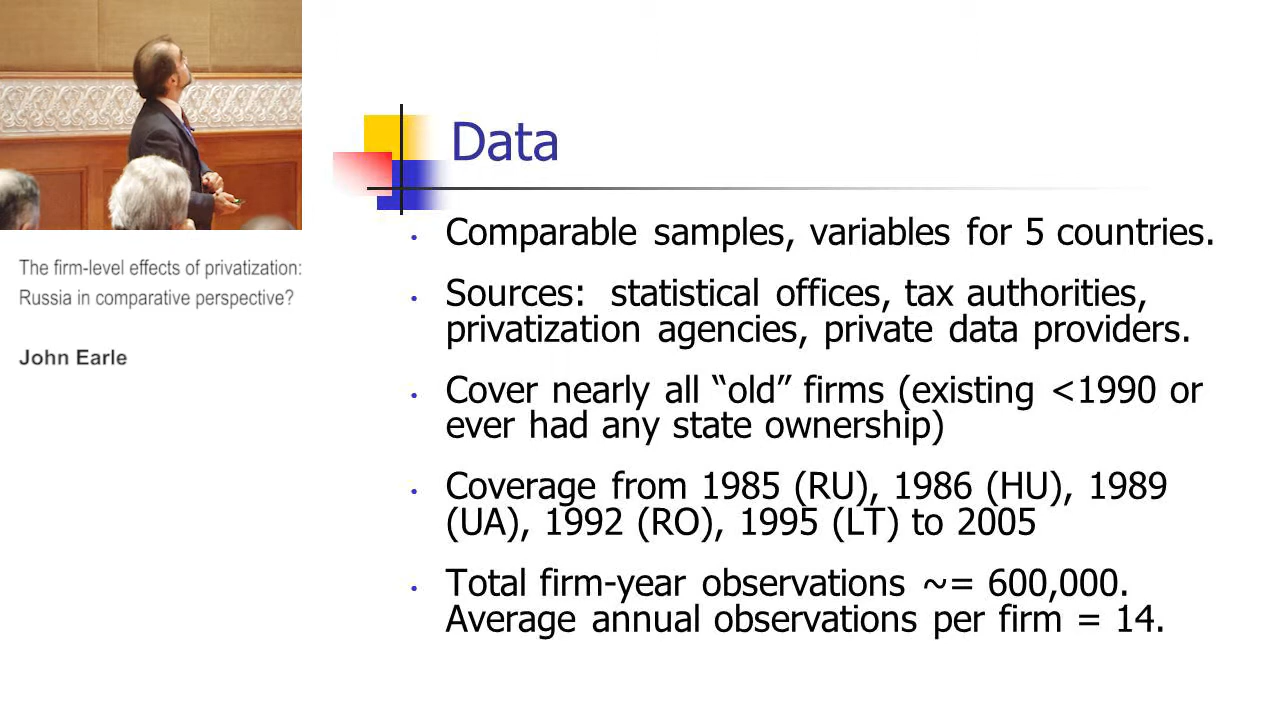 The firm-level effects of privatization:
Russia in comparative perspective?
John Earle
Data
• Comparable samples, variables for 5 countries.
• Sources:  statistical offices, tax authorities,
privatization agencies, private data providers.
• Cover nearly all “old” firms (existing <1990 or
ever had any state ownership)
• Coverage from 1985 (RU), 1986 (HU), 1989
(UA), 1992 (RO), 1995 (LT) to 2005
• Total firm-year observations ~= 600,000.
Average annual observations per firm = 14.